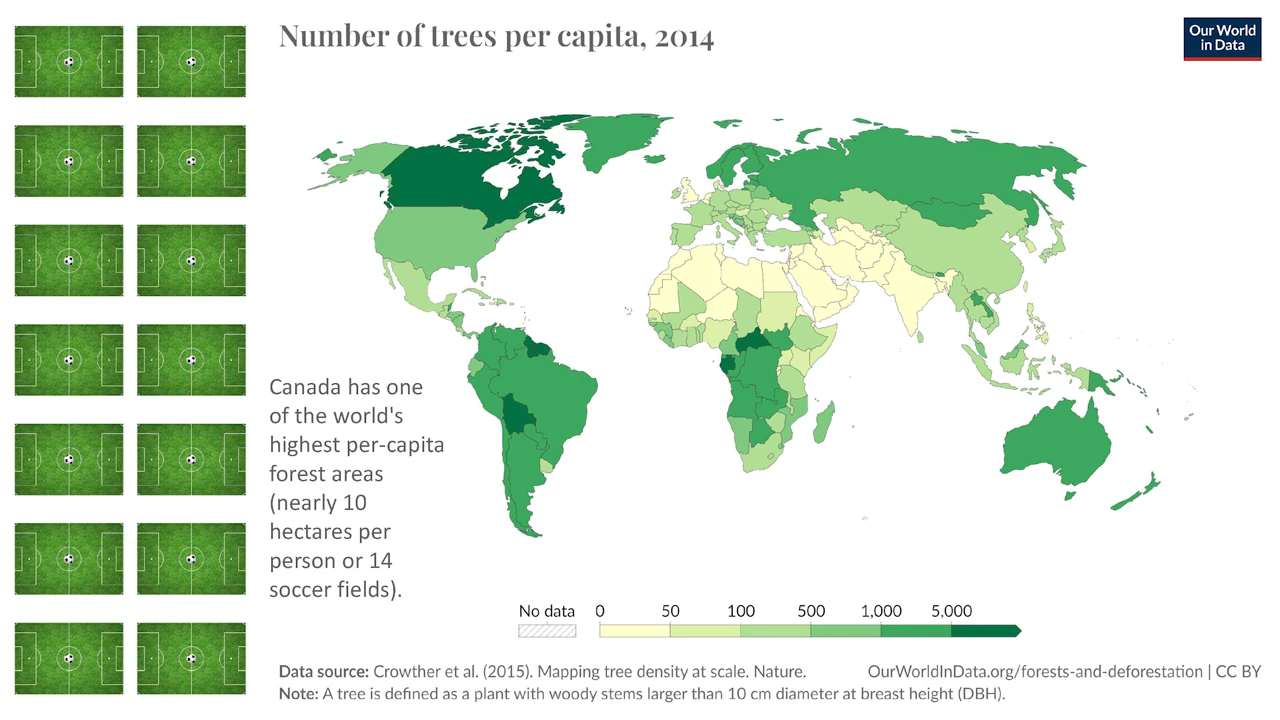 Number of trees per capita, 2014
Our World
in Data
Canada has one
of the world's
highest per-capita
forest areas
(nearly 10
hectares per
person or 14
soccer fields).
No data 0 50 100 500 1,000 5,000
Data source: Crowther et al. (2015). Mapping tree density at scale. Nature. OurWorldInData.org/forests-and-deforestation | CC BY
Note: A tree is defined as a plant with woody stems larger than 10 cm diameter at breast height (DBH).